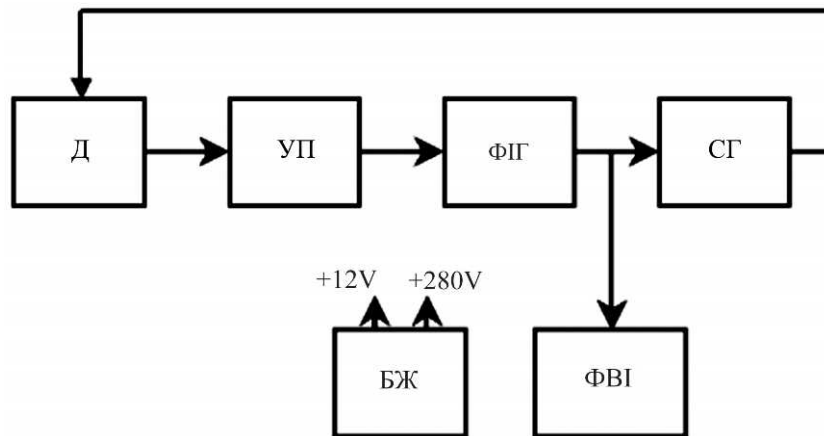 Д
УП
ФІГ
СГ
+12V
+280V
БЖ
ФВІ